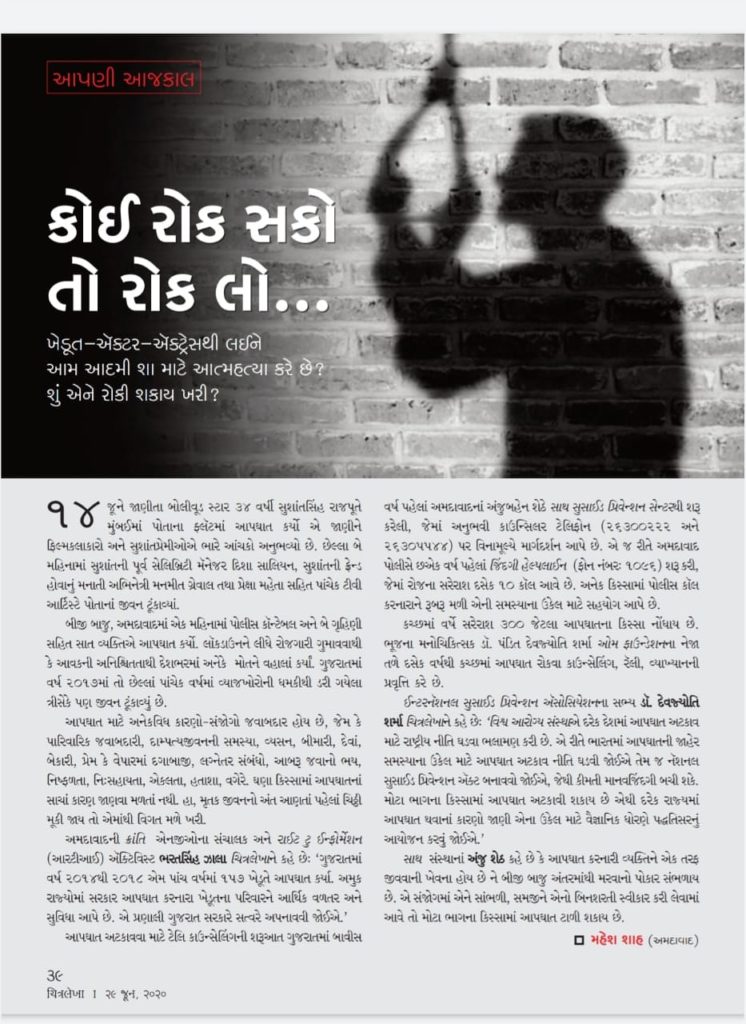 આપણી આજકાલ
કોઈ રોક સકો
તો રોક લો...
ખેડૂત–ઍક્ટર–ઍક્ટ્રેસથી લઈને
આમ આદમી શા માટે આત્મહત્યા કરે છે?
શું એને રોકી શકાય ખરી?
૧૪ જૂને જાણીતા બોલીવૂડ સ્ટાર ૩૪ વર્ષી સુશાંતસિંહ રાજપૂતે
મુંબઈમાં પોતાના ફ્લૅટમાં આપઘાત કર્યો એ જાણીને
ફિલ્મકલાકારો અને સુશાંતપ્રેમીઓએ ભારે આંચકો અનુભવ્યો છે. છેલ્લા બે
મહિનામાં સુશાંતની પૂર્વ સેલિબ્રિટી મૅનેજર દિશા સાલિયન, સુશાંતની ફ્રેન્ડ
હોવાનું મનાતી અભિનેત્રી મનમીત ગ્રેવાલ તથા પ્રેક્ષા મહેતા સહિત પાંચેક ટીવી
આર્ટિસ્ટે પોતાનાં જીવન ટૂંકાવ્યાં.
બીજી બાજુ, અમદાવાદમાં એક મહિનામાં પોલીસ કૉન્ટેબલ અને બે ગૃહિણી
સહિત સાત વ્યક્તિએ આપઘાત કર્યો. લૉકડાઉનને લીધે રોજગારી ગુમાવવાથી
કે આવકની અનિશ્ચિતતાથી દેશભરમાં અનેકે મોતને વહાલાં કર્યાં. ગુજરાતમાં
વર્ષ ૨૦૧૭માં તો છેલ્લાં પાંચેક વર્ષમાં વ્યાજખોરોની ધમકીથી ડરી ગયેલા
ત્રીસેકે પણ જીવન ટૂંકાવ્યું છે.
આપઘાત માટે અનેકવિધ કારણો-સંજોગો જવાબદાર હોય છે, જેમ કે
પારિવારિક જવાબદારી, દામ્પત્યજીવનની સમસ્યા, વ્યસન, બીમારી, દેવાં,
બેકારી, પ્રેમ કે વેપારમાં દગાબાજી, લગ્નેતર સંબંધો, આબરૂ જવાનો ભય,
નિષ્ફળતા, નિઃસહાયતા, એકલતા, હતાશા, વગેરે. ઘણા કિસ્સામાં આપઘાતનાં
સાચાં કારણ જાણવા મળતાં નથી. હા, મૃતક જીવનનો અંત આણતાં પહેલાં ચિઠ્ઠી
મૂકી જાય તો એમાંથી વિગત મળે ખરી.
અમદાવાદની ક્રાંતિ એનજીઓના સંચાલક અને રાઈટ ટુ ઈન્ફોર્મેશન
(આરટીઆઈ) ઍક્ટિવિસ્ટ ભરતસિંહ ઝાલા ચિત્રલેખાને કહે છે: 'ગુજરાતમાં
વર્ષ ૨૦૧૪થી ૨૦૧૮ એમ પાંચ વર્ષમાં ૧૫૭ ખેડૂતે આપઘાત કર્યા. અમુક
રાજ્યોમાં સરકાર આપઘાત કરનારા ખેડૂતના પરિવારને આર્થિક વળતર અને
સુવિધા આપે છે. એ પ્રણાલી ગુજરાત સરકારે સત્વરે અપનાવવી જોઈએ.'
આપઘાત અટકાવવા માટે ટેલિ કાઉન્સેલિંગની શરૂઆત ગુજરાતમાં બાવીસ
વર્ષ પહેલાં અમદાવાદનાં અંજુબહેન શેઠે સાથ સુસાઈડ પ્રિવેન્શન સેન્ટરથી શરૂ
કરેલી, જેમાં અનુભવી કાઉન્સિલર ટેલિફોન (૨૬૩૦૦૨૨૨ અને
૨૬૩૦૫૫૪૪) પર વિનામૂલ્યે માર્ગદર્શન આપે છે. એ જ રીતે અમદાવાદ
પોલીસે છએક વર્ષ પહેલાં જિંદગી હેલ્પલાઈન (ફોન નંબરઃ ૧૦૯૬) શરૂ કરી,
જેમાં રોજના સરેરાશ દસેક ૧૦ કૉલ આવે છે. અનેક કિસ્સામાં પોલીસ કૉલ
કરનારાને રૂબરૂ મળી એની સમસ્યાના ઉકેલ માટે સહયોગ આપે છે.
કચ્છમાં વર્ષે સરેરાશ ૩૦૦ જેટલા આપઘાતના કિસ્સા નોંધાય છે.
ભૂજના મનોચિકિત્સક ડૉ. પંડિત દેવજ્યોતિ શર્મા ઓમ ફાઉન્ડેશનના નેજા
તળે દસેક વર્ષથી કચ્છમાં આપઘાત રોકવા કાઉન્સેલિંગ, રૅલી, વ્યાખ્યાનની
પ્રવૃત્તિ કરે છે.
ઈન્ટરનૅશનલ સુસાઈડ પ્રિવેન્શન ઍસોસિયેશનના સભ્ય ડૉ. દેવજ્યોતિ
શર્મા ચિત્રલેખાને કહે છે: 'વિશ્વ આરોગ્ય સંસ્થાએ દરેક દેશમાં આપઘાત અટકાવ
માટે રાષ્ટ્રીય નીતિ ઘડવા ભલામણ કરી છે. એ રીતે ભારતમાં આપઘાતની જાહેર
સમસ્યાના ઉકેલ માટે આપઘાત અટકાવ નીતિ ઘડવી જોઈએ તેમ જ નૅશનલ
સુસાઈડ પ્રિવેન્શન ઍક્ટ બનાવવો જોઈએ, જેથી કીમતી માનવજિંદગી બચી શકે.
મોટા ભાગના કિસ્સામાં આપઘાત અટકાવી શકાય છે એથી દરેક રાજ્યમાં
આપઘાત થવાનાં કારણો જાણી એના ઉકેલ માટે વૈજ્ઞાનિક ધોરણે પદ્ધતિસરનું
આયોજન કરવું જોઈએ.'
સાથ સંસ્થાનાં અંજુ શેઠ કહે છે કે આપઘાત કરનારી વ્યક્તિને એક તરફ
જીવવાની ખેવના હોય છે ને બીજી બાજુ અંતરમાંથી મરવાનો પોકાર સંભળાય
છે. એ સંજોગમાં એને સાંભળી, સમજીને એનો બિનશરતી સ્વીકાર કરી લેવામાં
આવે તો મોટા ભાગના કિસ્સામાં આપઘાત ટાળી શકાય છે.
મહેશ શાહ (અમદાવાદ)
૩૯
ચિત્રલેખા । ૨૯ જૂન, ૨૦૨૦